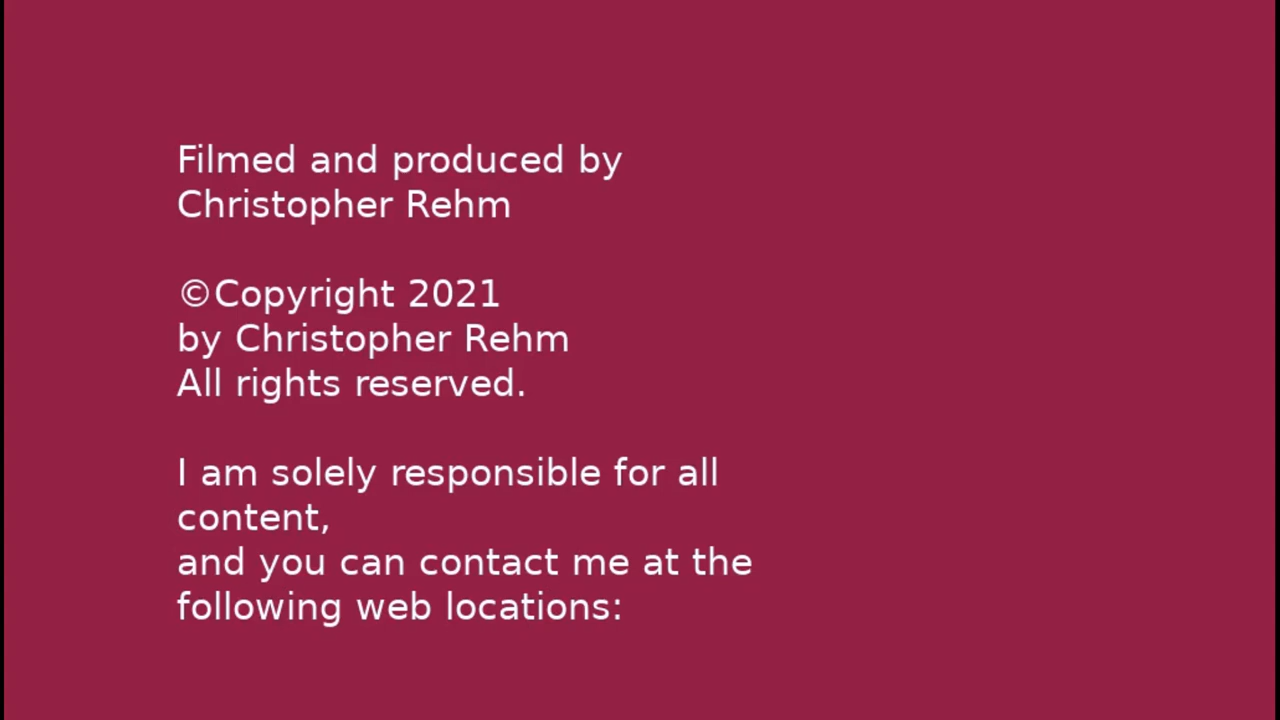 Filmed and produced by
Christopher Rehm
©Copyright 2021
by Christopher Rehm
All rights reserved.
I am solely responsible for all
content,
and you can contact me at the
following web locations: